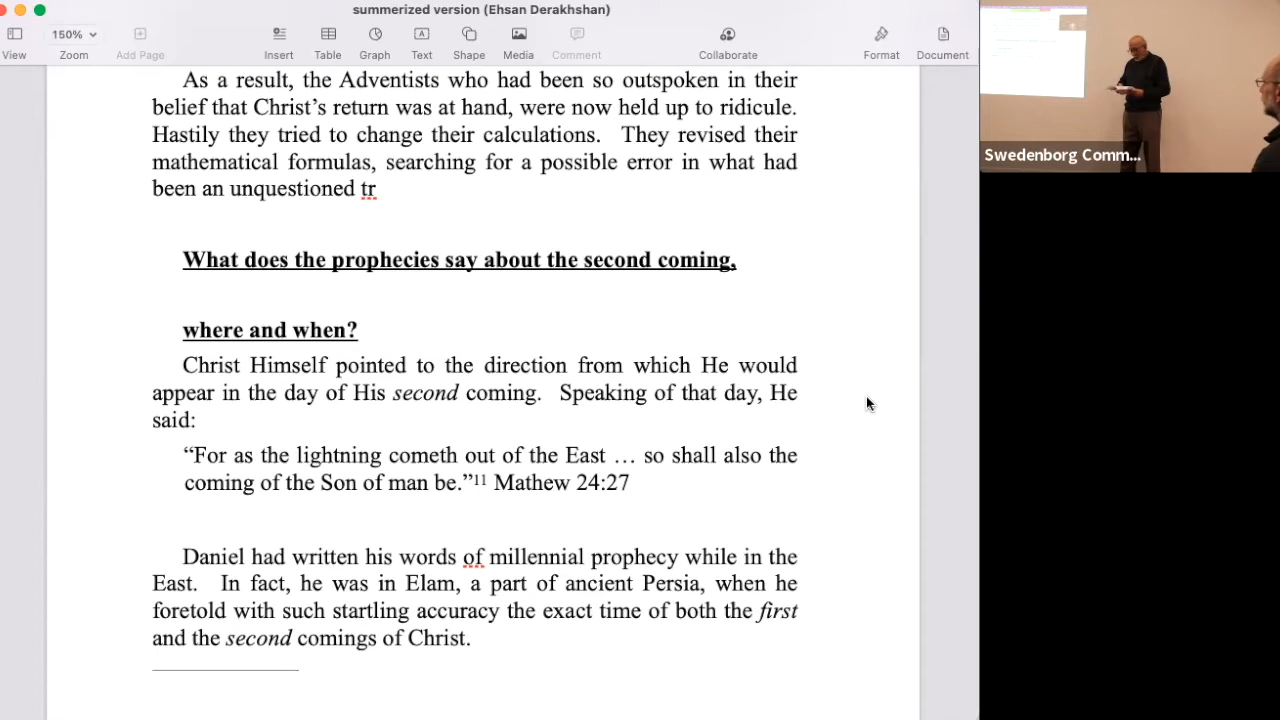 summerized version (Ehsan Derakhshan)
150%
View
Zoom
Add Page
Insert
Table
Graph
Text
Shape
Media
Comment
Collaborate
Format
Document
As a result, the Adventists who had been so outspoken in their
belief that Christ’s return was at hand, were now held up to ridicule.
Hastily they tried to change their calculations. They revised their
mathematical formulas, searching for a possible error in what had
been an unquestioned tr
What does the prophecies say about the second coming,
where and when?
Christ Himself pointed to the direction from which He would
appear in the day of His second coming. Speaking of that day, He
said:
“For as the lightning cometh out of the East … so shall also the
coming of the Son of man be.”11 Mathew 24:27
Daniel had written his words of millennial prophecy while in the
East. In fact, he was in Elam, a part of ancient Persia, when he
foretold with such startling accuracy the exact time of both the first
and the second comings of Christ.
Swedenborg Comm...